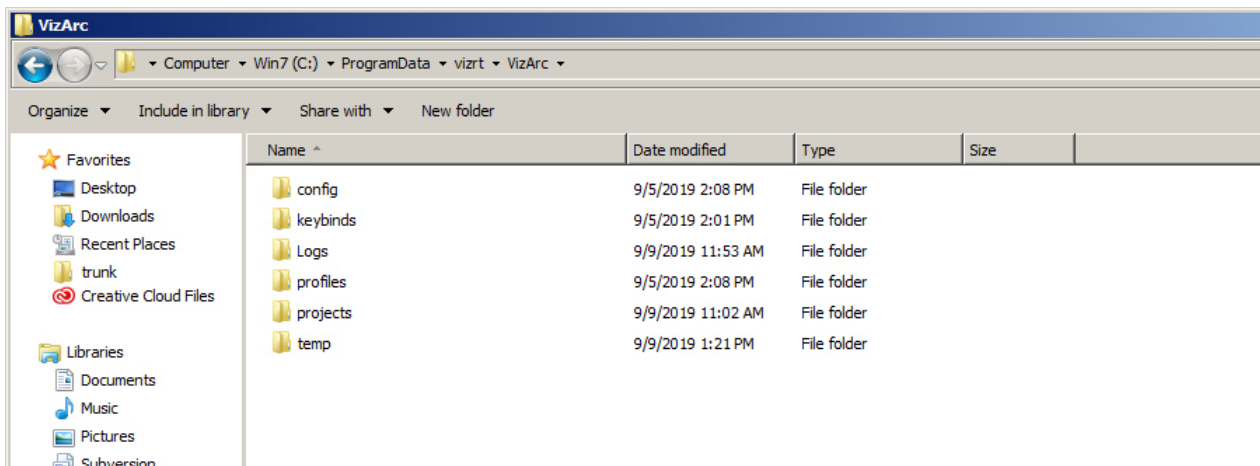 VizArc
Computer Win7 (C:) ProgramData vizrt VizArc
Organize Include in library Share with New folder
Favorites
Desktop
Downloads
Recent Places
trunk
Creative Cloud Files
Libraries
Documents
Music
Pictures
Subversion
Name Date modified Type Size
config 9/5/2019 2:08 PM File folder
keybinds 9/5/2019 2:01 PM File folder
Logs 9/9/2019 11:53 AM File folder
profiles 9/5/2019 2:08 PM File folder
projects 9/9/2019 11:02 AM File folder
temp 9/9/2019 1:21 PM File folder